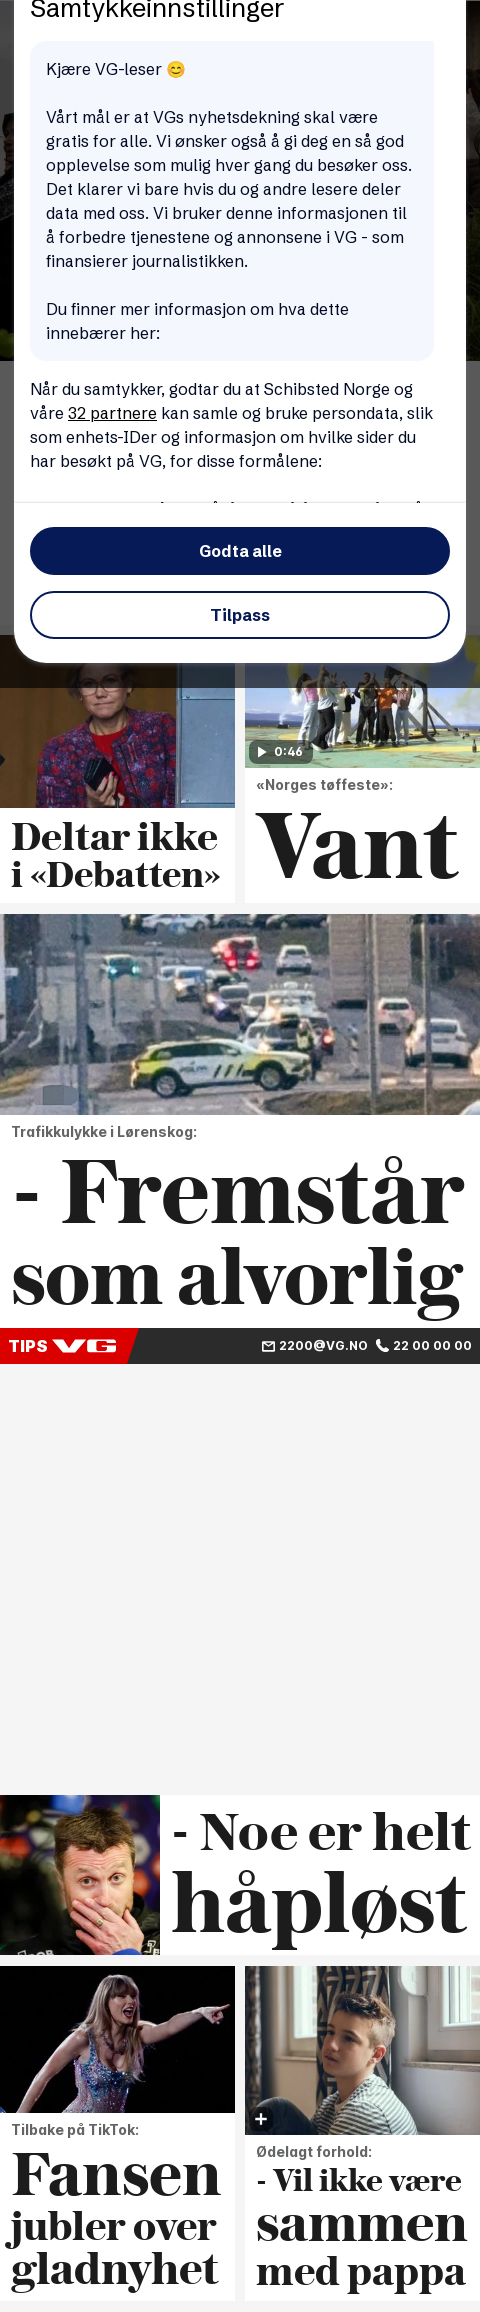 Samtykkeinnstillinger
Kjære VG-leser 😊
Vårt mål er at VGs nyhetsdekning skal være
gratis for alle. Vi ønsker også å gi deg en så god
opplevelse som mulig hver gang du besøker oss.
Det klarer vi bare hvis du og andre lesere deler
data med oss. Vi bruker denne informasjonen til
å forbedre tjenestene og annonsene i VG - som
finansierer journalistikken.
Du finner mer informasjon om hva dette
innebærer her:
Når du samtykker, godtar du at Schibsted Norge og
våre 32 partnere kan samle og bruke persondata, slik
som enhets-IDer og informasjon om hvilke sider du
har besøkt på VG, for disse formålene:
Godta alle
Tilpass
0:46
Deltar ikke
i «Debatten»
«Norges tøffeste»:
Vant
Trafikkulykke i Lørenskog:
- Fremstår
som alvorlig
TIPS VG
2200@VG.NO 22 00 00 00
- Noe er helt
håpløst
Tilbake på TikTok:
Fansen
jubler over
gladnyhet
Ødelagt forhold:
- Vil ikke være
sammen
med pappa